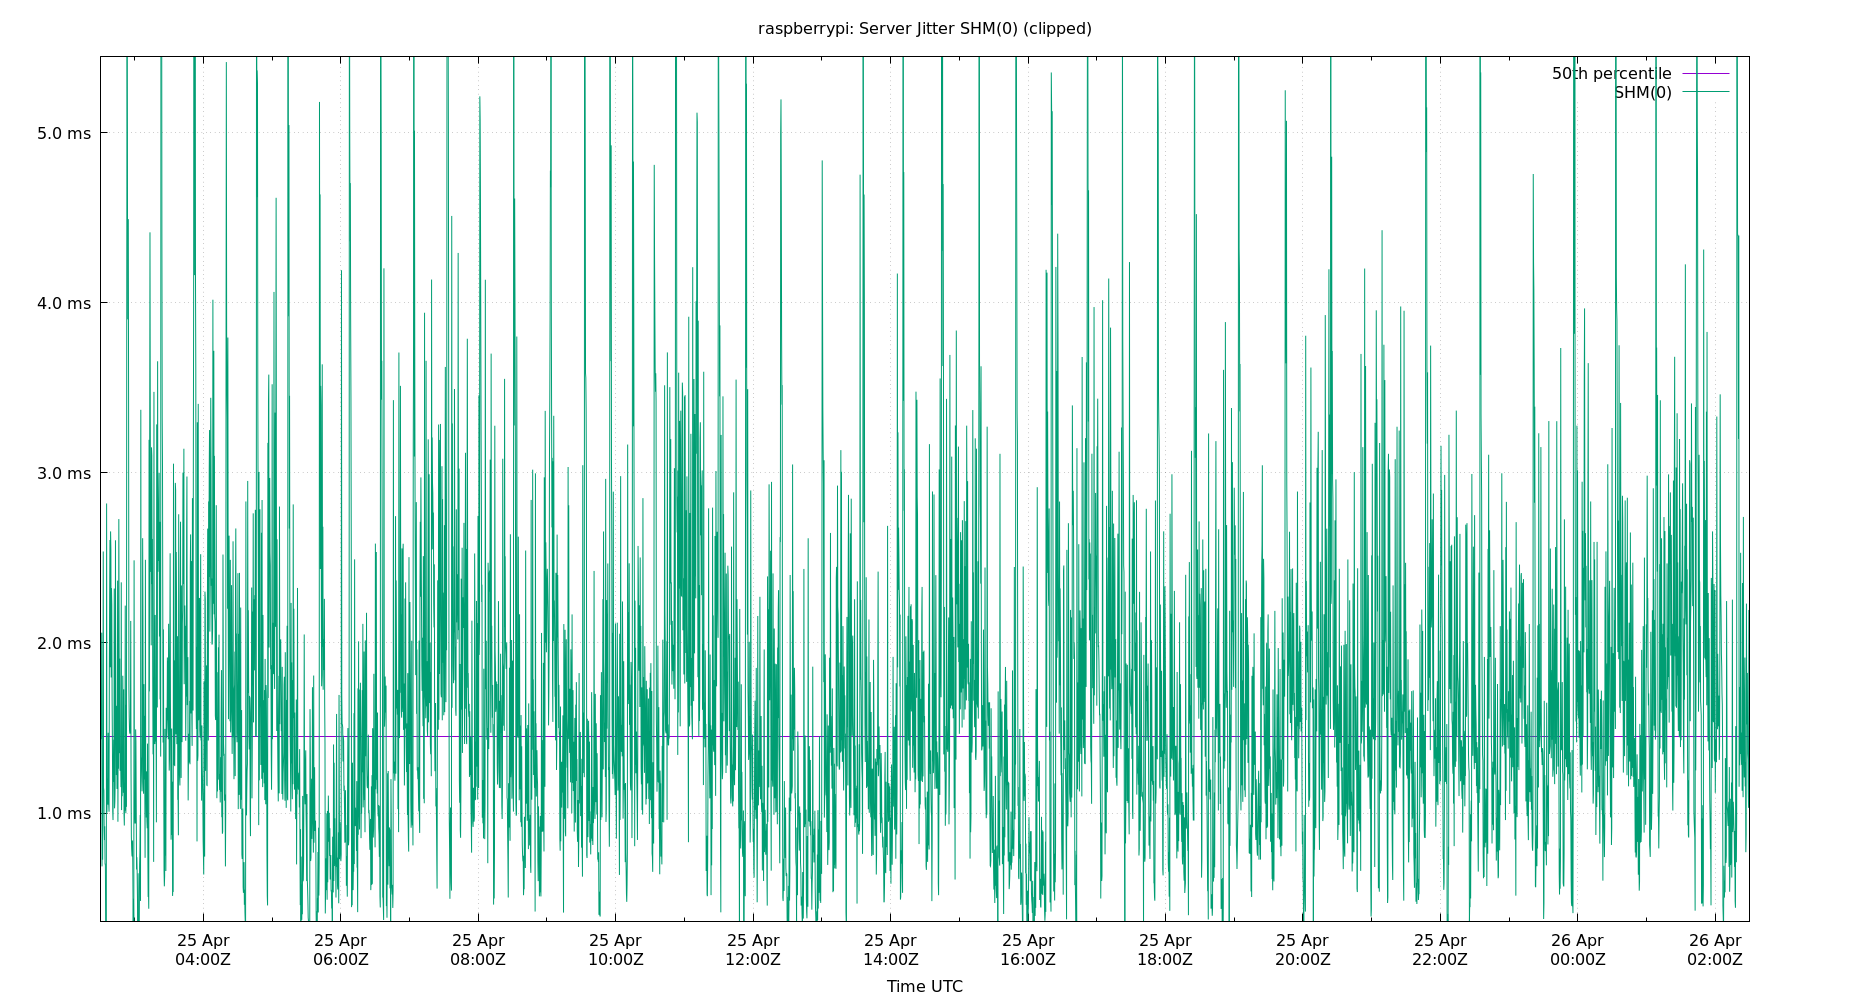 raspberrypi: Server Jitter SHM(0) (clipped)
50th percentile
SHM(0)
5.0 ms
4.0 ms
3.0 ms
2.0 ms
1.0 ms
25 Apr 25 Apr 25 Apr 25 Apr 25 Apr 25 Apr 25 Apr 25 Apr 25 Apr 25 Apr 26 Apr 26 Apr
04:00Z 06:00Z 08:00Z 10:00Z 12:00Z 14:00Z 16:00Z 18:00Z 20:00Z 22:00Z 00:00Z 02:00Z
Time UTC